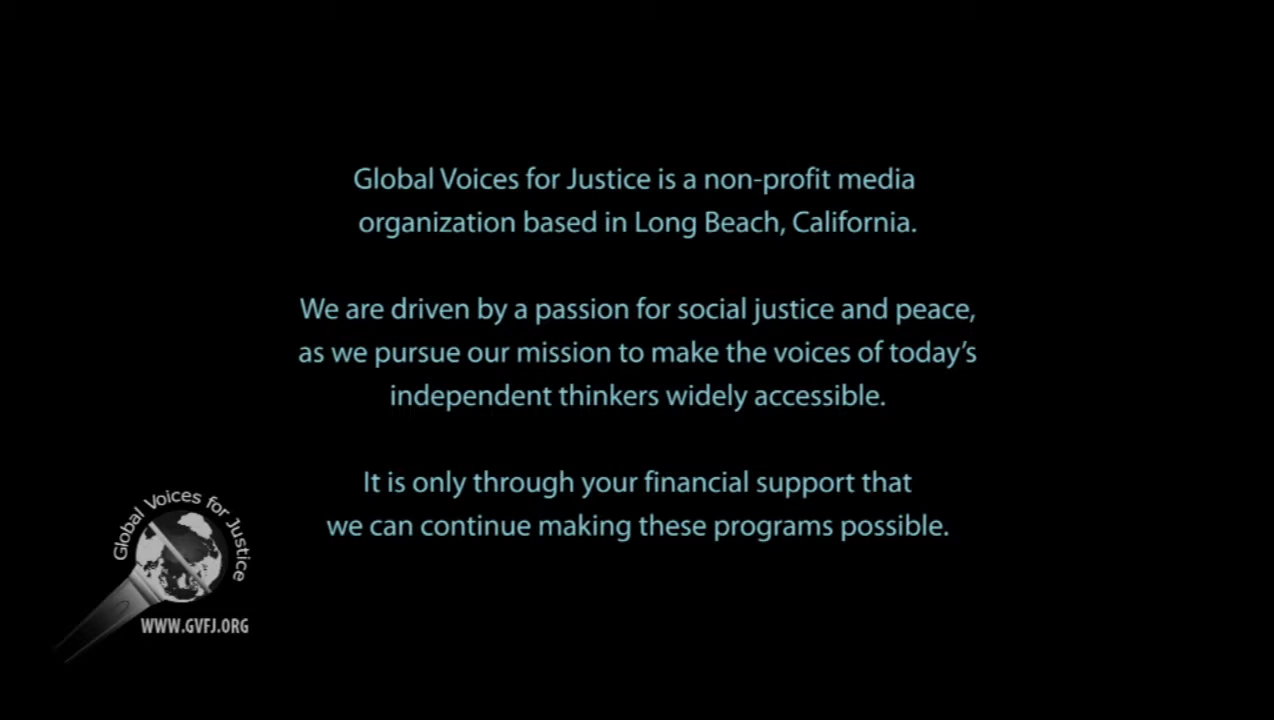 Global Voices for Justice is a non-profit media
organization based in Long Beach, California.
We are driven by a passion for social justice and peace,
as we pursue our mission to make the voices of today's
independent thinkers widely accessible.
It is only through your financial support that
we can continue making these programs possible.
Global Voices for Justice
WWW.GVFJ.ORG